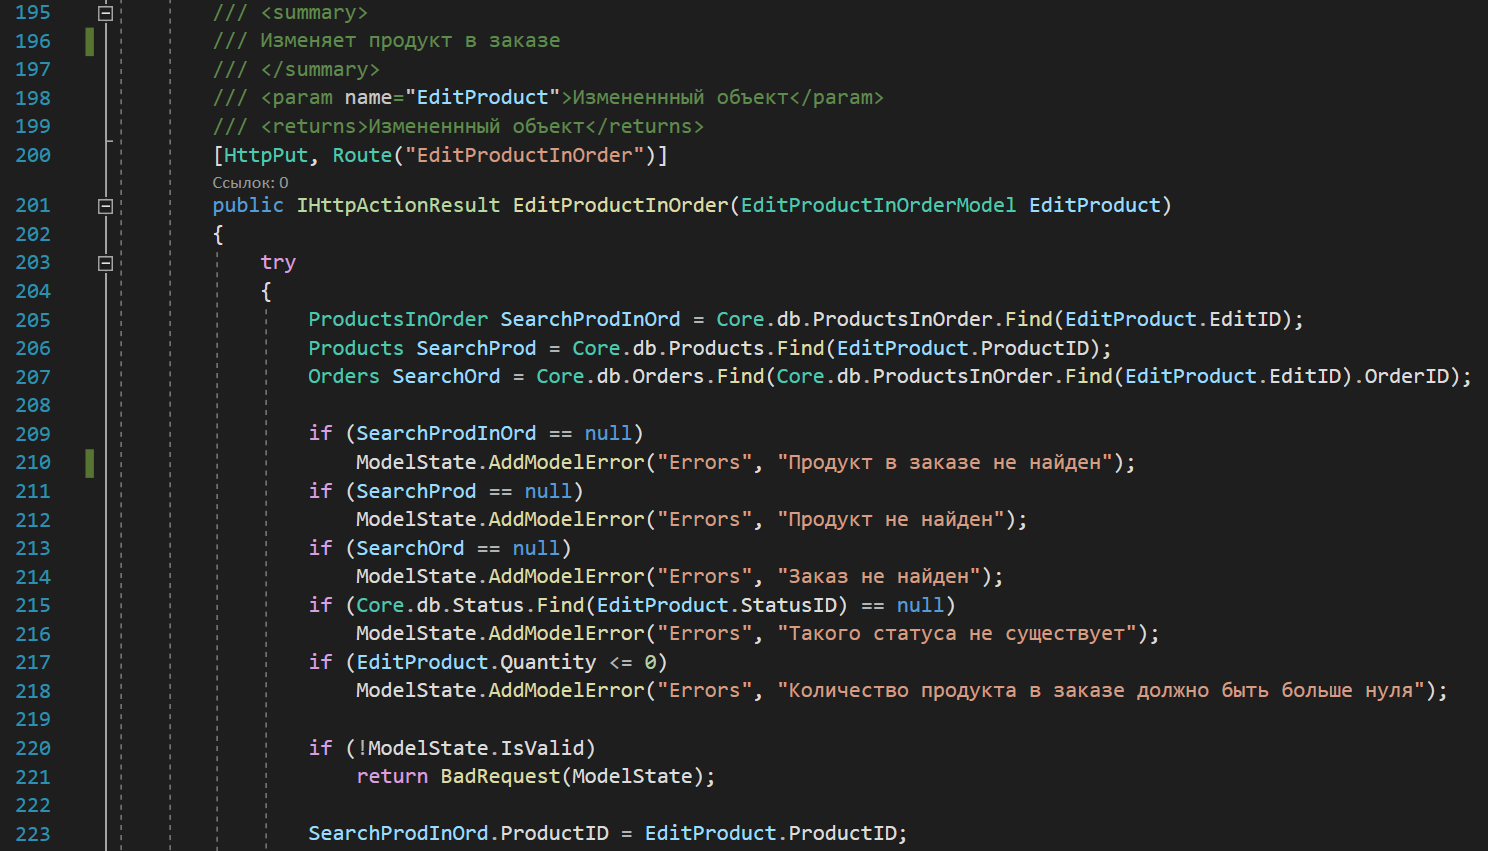 195 /// <summary>
196 /// Изменяет продукт в заказе
197 /// </summary>
198 /// <param name="EditProduct">Измененнный объект</param>
199 /// <returns>Измененнный объект</returns>
200 [HttpPut, Route("EditProductInOrder")]
Ссылок: 0
201 public IHttpActionResult EditProductInOrder(EditProductInOrderModel EditProduct)
202 {
203 try
204 {
205 ProductsInOrder SearchProdInOrd = Core.db.ProductsInOrder.Find(EditProduct.EditID);
206 Products SearchProd = Core.db.Products.Find(EditProduct.ProductID);
207 Orders SearchOrd = Core.db.Orders.Find(Core.db.ProductsInOrder.Find(EditProduct.EditID).OrderID);
208
209 if (SearchProdInOrd == null)
210 ModelState.AddModelError("Errors", "Продукт в заказе не найден");
211 if (SearchProd == null)
212 ModelState.AddModelError("Errors", "Продукт не найден");
213 if (SearchOrd == null)
214 ModelState.AddModelError("Errors", "Заказ не найден");
215 if (Core.db.Status.Find(EditProduct.StatusID) == null)
216 ModelState.AddModelError("Errors", "Такого статуса не существует");
217 if (EditProduct.Quantity <= 0)
218 ModelState.AddModelError("Errors", "Количество продукта в заказе должно быть больше нуля");
219
220 if (!ModelState.IsValid)
221 return BadRequest(ModelState);
222
223 SearchProdInOrd.ProductID = EditProduct.ProductID;